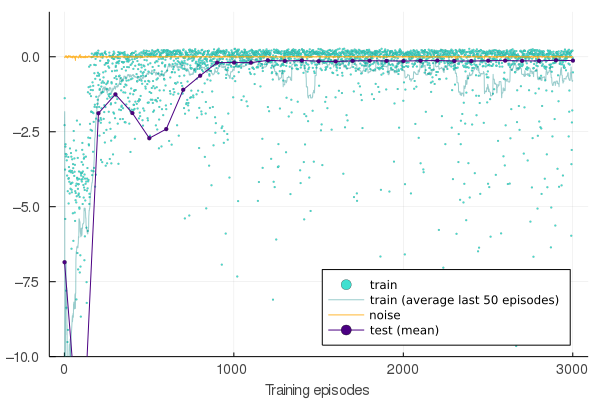 0.0
−2.5
−5.0
−7.5
−10.0
0
1000
2000
3000
Training episodes
train
train (average last 50 episodes)
noise
test (mean)